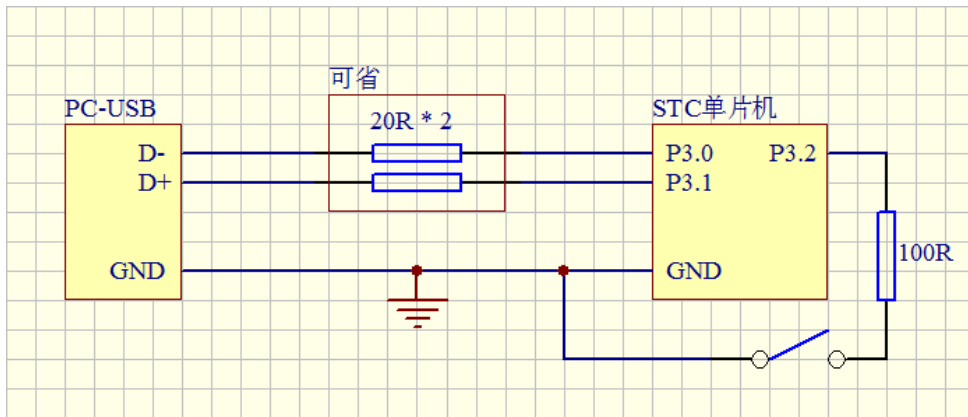 可省
PC-USB
20R * 2
STC单片机
D-
P3.0
P3.2
D+
P3.1
GND
GND
100R